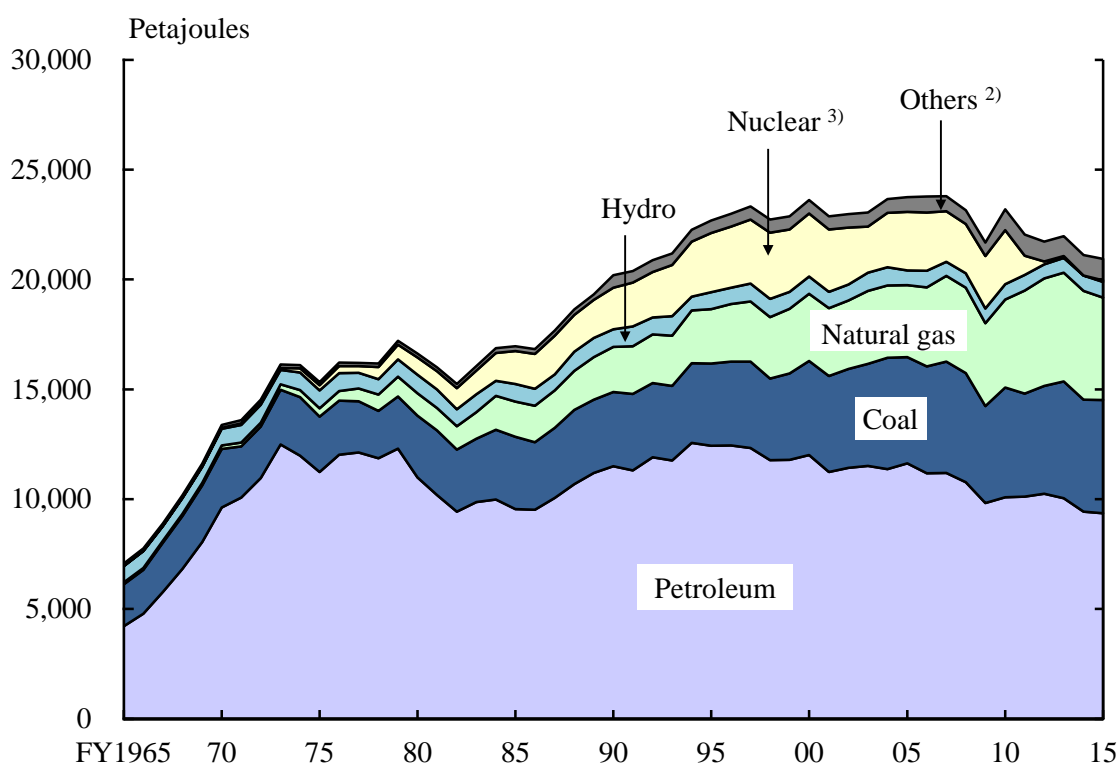 Petajoules
30,000
25,000
20,000
15,000
10,000
5,000
0
Others 2)
Nuclear 3)
Hydro
Natural gas
Coal
Petroleum
FY1965 70 75 80 85 90 95 00 05 10 15